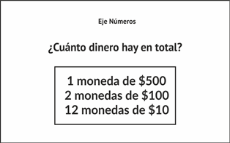 Eje Números
¿Cuánto dinero hay en total?
1 moneda de $500
2 monedas de $100
12 monedas de $10